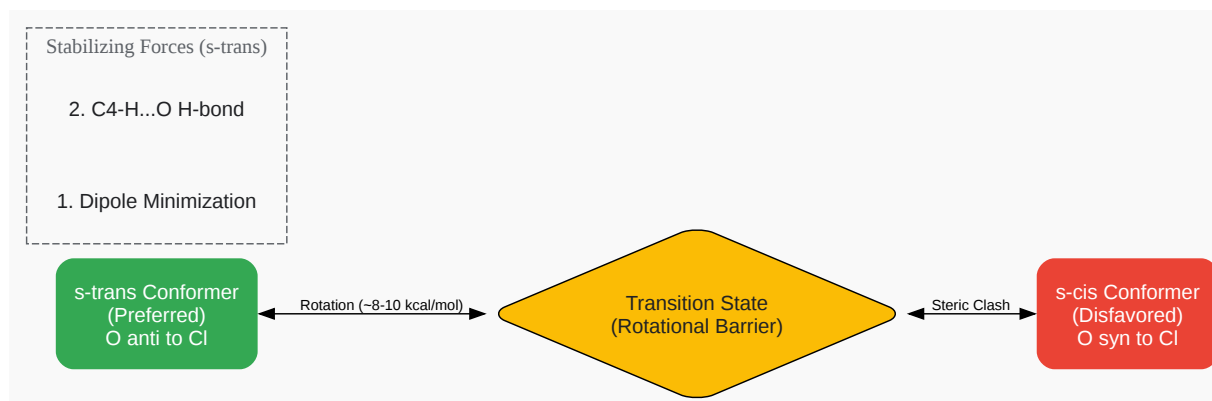 Stabilizing Forces (s-trans)
2. C4-H...O H-bond
1. Dipole Minimization
s-trans Conformer
(Preferred)
O anti to Cl
Rotation (~8-10 kcal/mol)
Transition State
(Rotational Barrier)
Steric Clash
s-cis Conformer
(Disfavored)
O syn to Cl